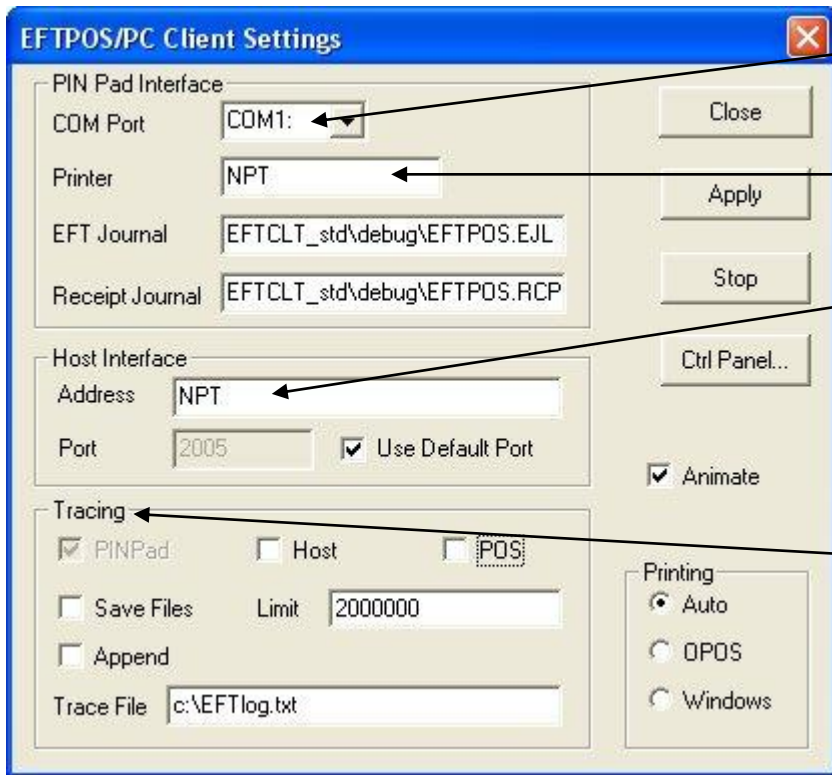 EFTPOS/PC Client Settings
PIN Pad Interface
COM Port COM1:
Printer NPT
EFT Journal EFTCLT_std\debug\EFTPOS.EJL
Receipt Journal EFTCLT_std\debug\EFTPOS.RCP
Close
Apply
Stop
Ctrl Panel...
Host Interface
Address NPT
Port 2005 Use Default Port
Animate
Tracing
PINPad Host POS
Save Files Limit 2000000
Append
Trace File c:\EFTlog.txt
Printing
Auto
OPOS
Windows